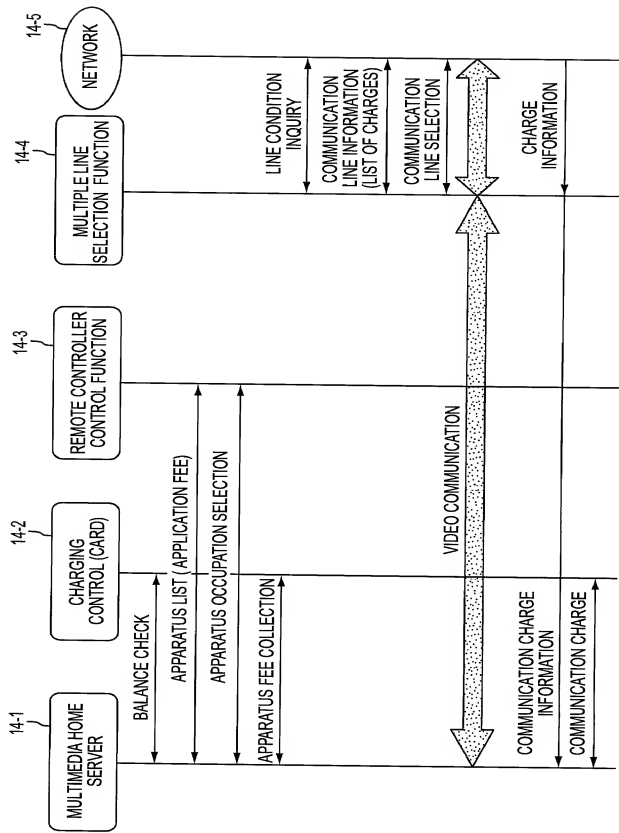 14-1
MULTIMEDIA HOME
SERVER
14-2
CHARGING
CONTROL (CARD)
14-3
REMOTE CONTROLLER
CONTROL FUNCTION
14-4
MULTIPLE LINE
SELECTION FUNCTION
14-5
NETWORK
BALANCE CHECK
APPARATUS LIST ( APPLICATION FEE)
APPARATUS OCCUPATION SELECTION
APPARATUS FEE COLLECTION
LINE CONDITION
INQUIRY
COMMUNICATION
LINE INFORMATION
(LIST OF CHARGES)
COMMUNICATION
LINE SELECTION
VIDEO COMMUNICATION
CHARGE
INFORMATION
COMMUNICATION CHARGE
INFORMATION
COMMUNICATION CHARGE